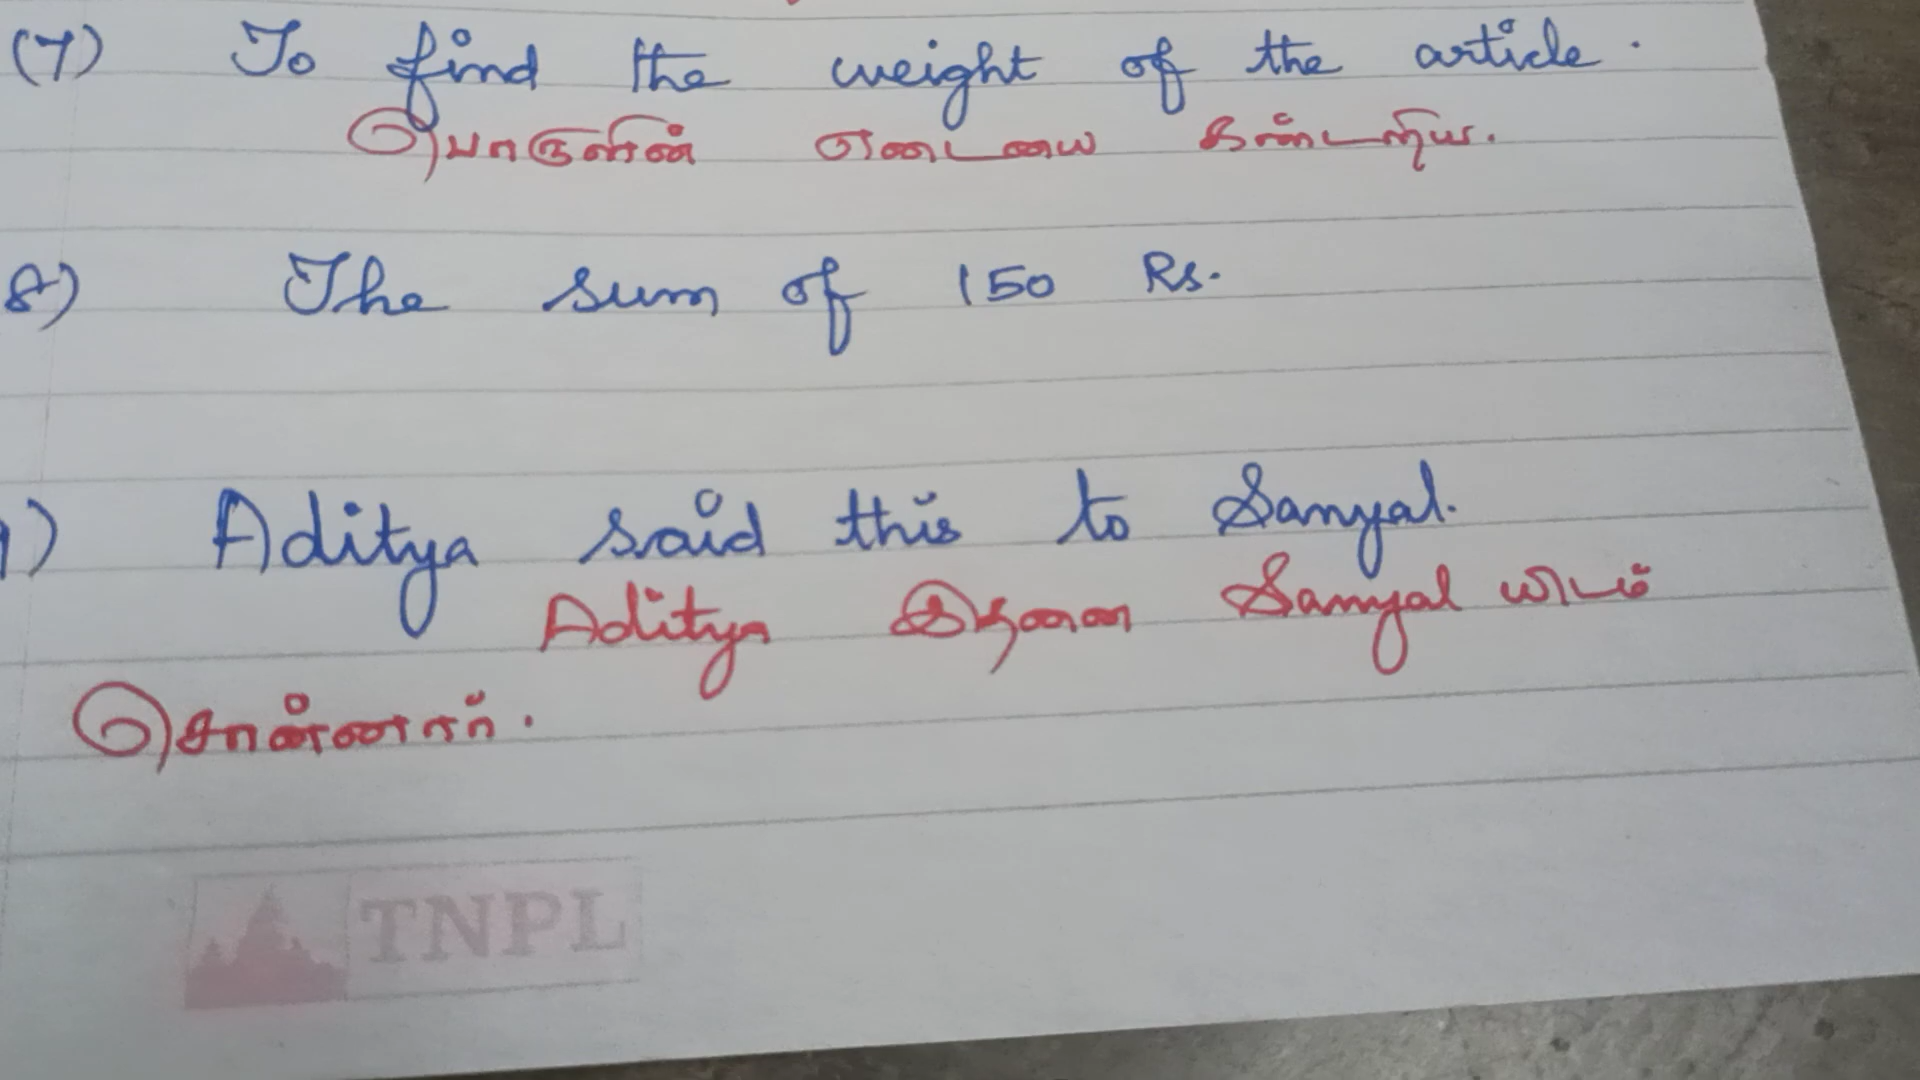 (7) To find the weight of the article.
பொருளின் எடையை கண்டறிய.
8) The sum of 150 Rs.
) Aditya said this to Sanyal.
Aditya இதனை Sanyal யிடம்
சொன்னார்.
TNPL